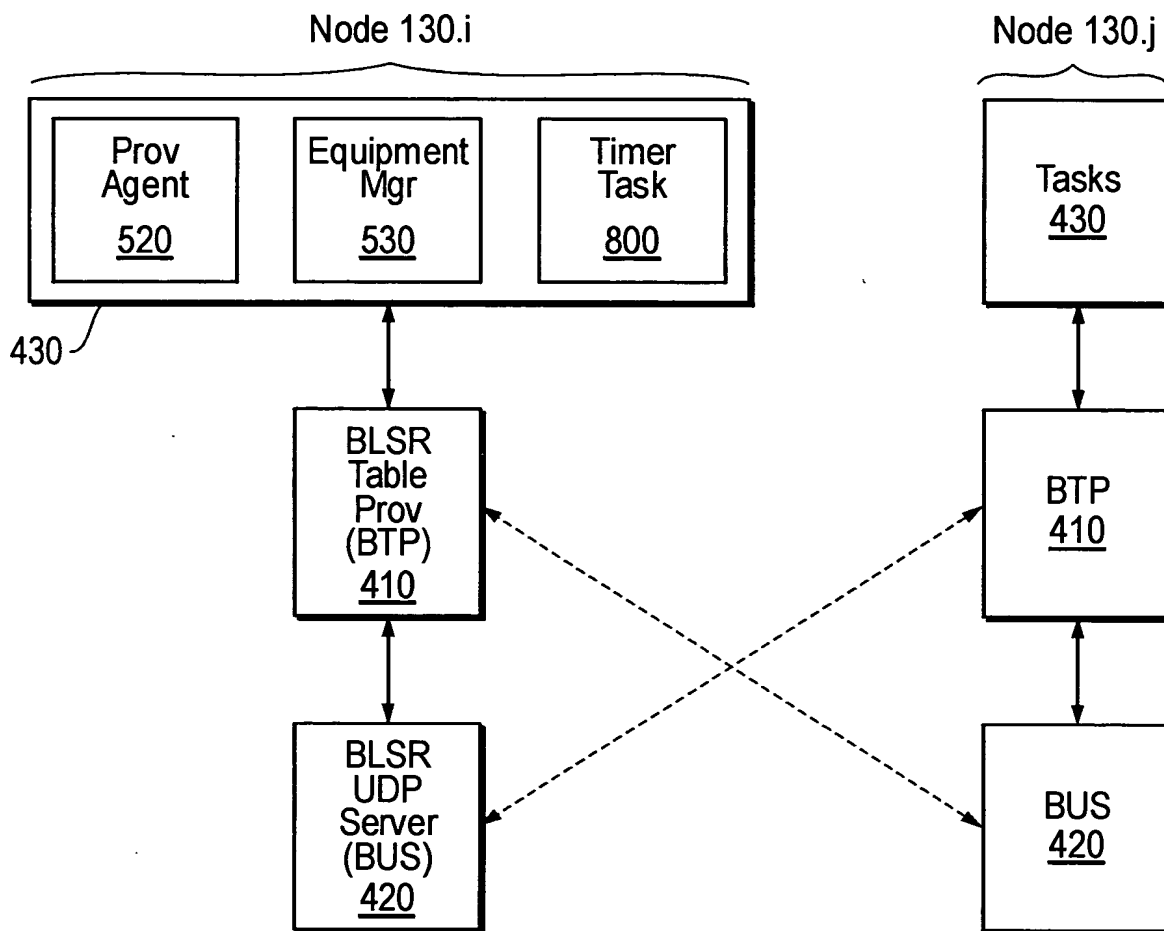 Node 130.i
Node 130.j
Prov
Agent
520
Equipment
Mgr
530
Timer
Task
800
Tasks
430
430
BLSR
Table
Prov
(BTP)
410
BTP
410
BLSR
UDP
Server
(BUS)
420
BUS
420